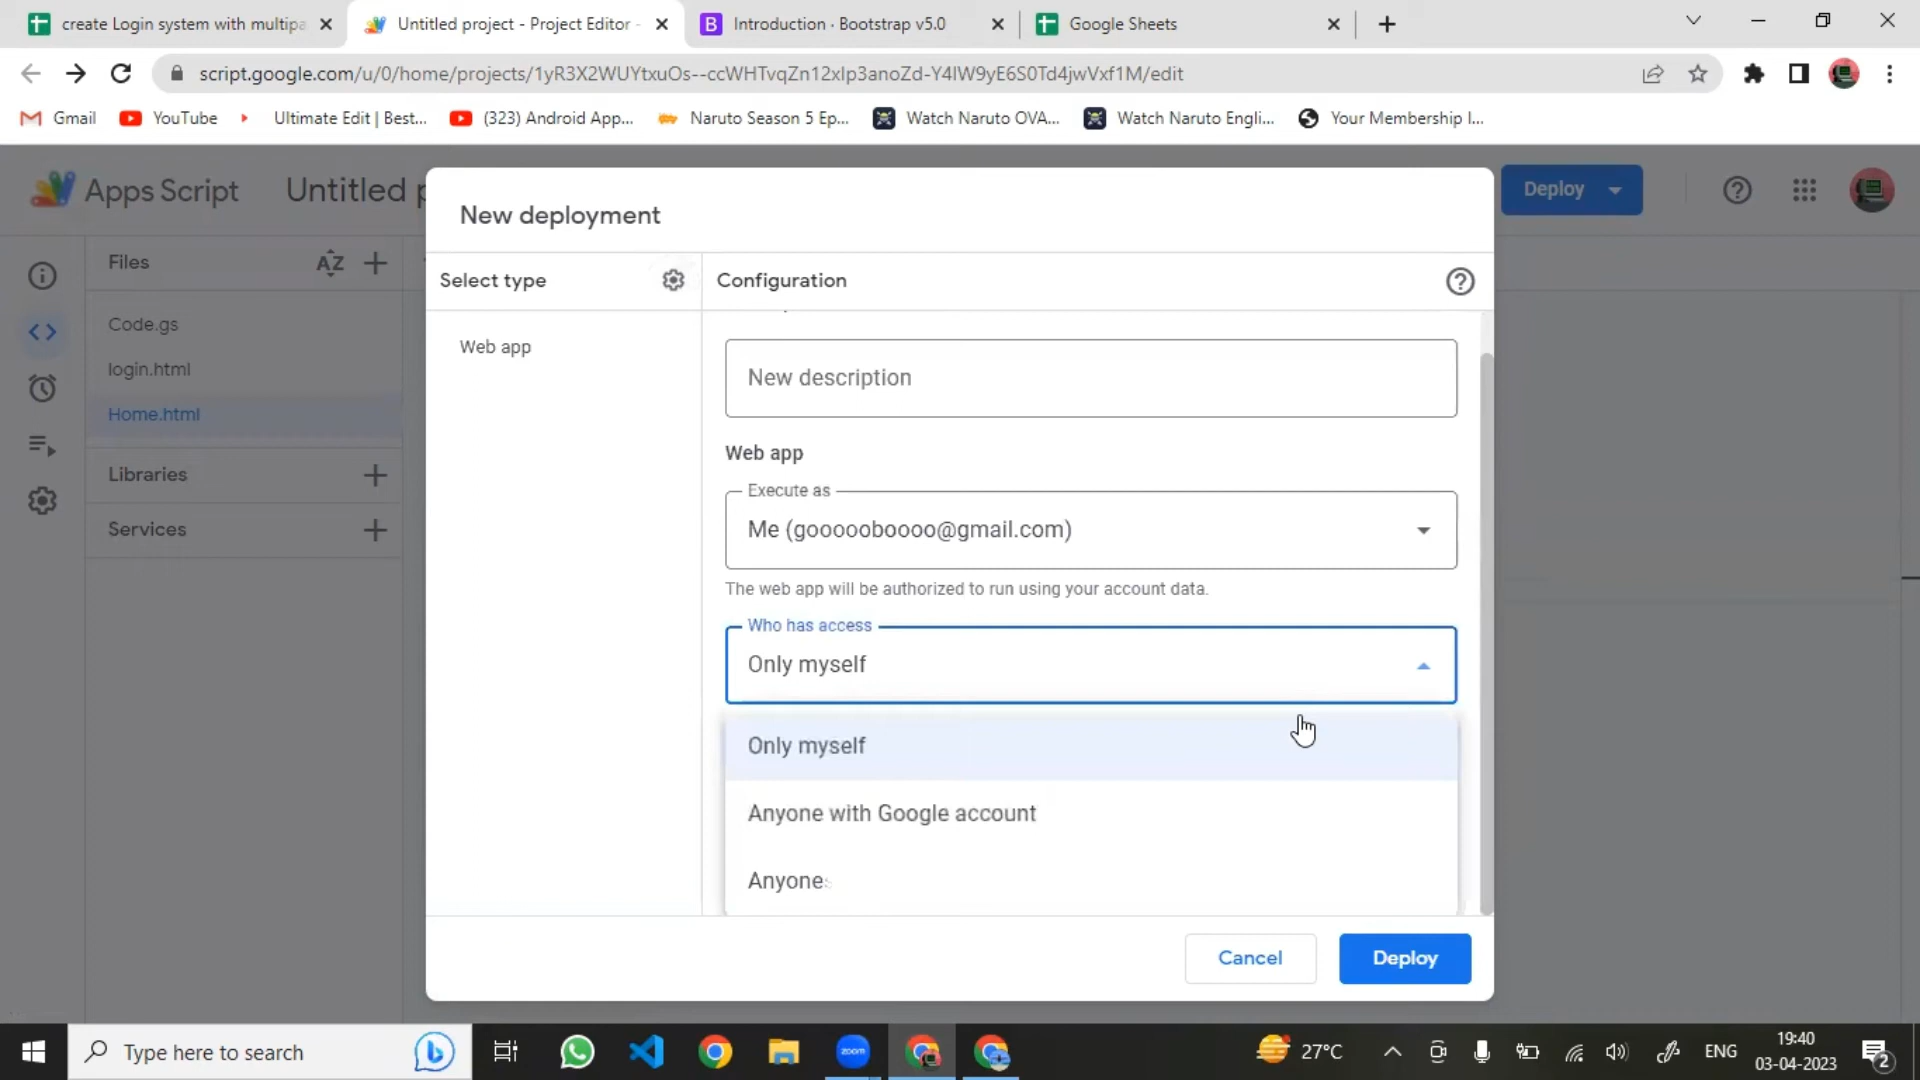 create Login system with multipa
Untitled project - Project Editor -
Introduction · Bootstrap v5.0
Google Sheets
script.google.com/u/0/home/projects/1yR3X2WUYtxuOs--ccWHTvqZn12xIp3anoZd-Y4IW9yE6S0Td4jwVxf1M/edit
Gmail
YouTube
Ultimate Edit | Best...
(323) Android App...
Naruto Season 5 Ep...
Watch Naruto OVA...
Watch Naruto Engli...
Your Membership I...
Apps Script
Untitled p
Deploy
New deployment
Files
AZ
Select type
Configuration
Code.gs
login.html
Home.html
Libraries
Services
Web app
New description
Web app
Execute as
Me (goooooboooo@gmail.com)
The web app will be authorized to run using your account data.
Who has access
Only myself
Only myself
Anyone with Google account
Anyone
Cancel
Deploy
Type here to search
zoom
27°C
ENG
19:40
03-04-2023
2